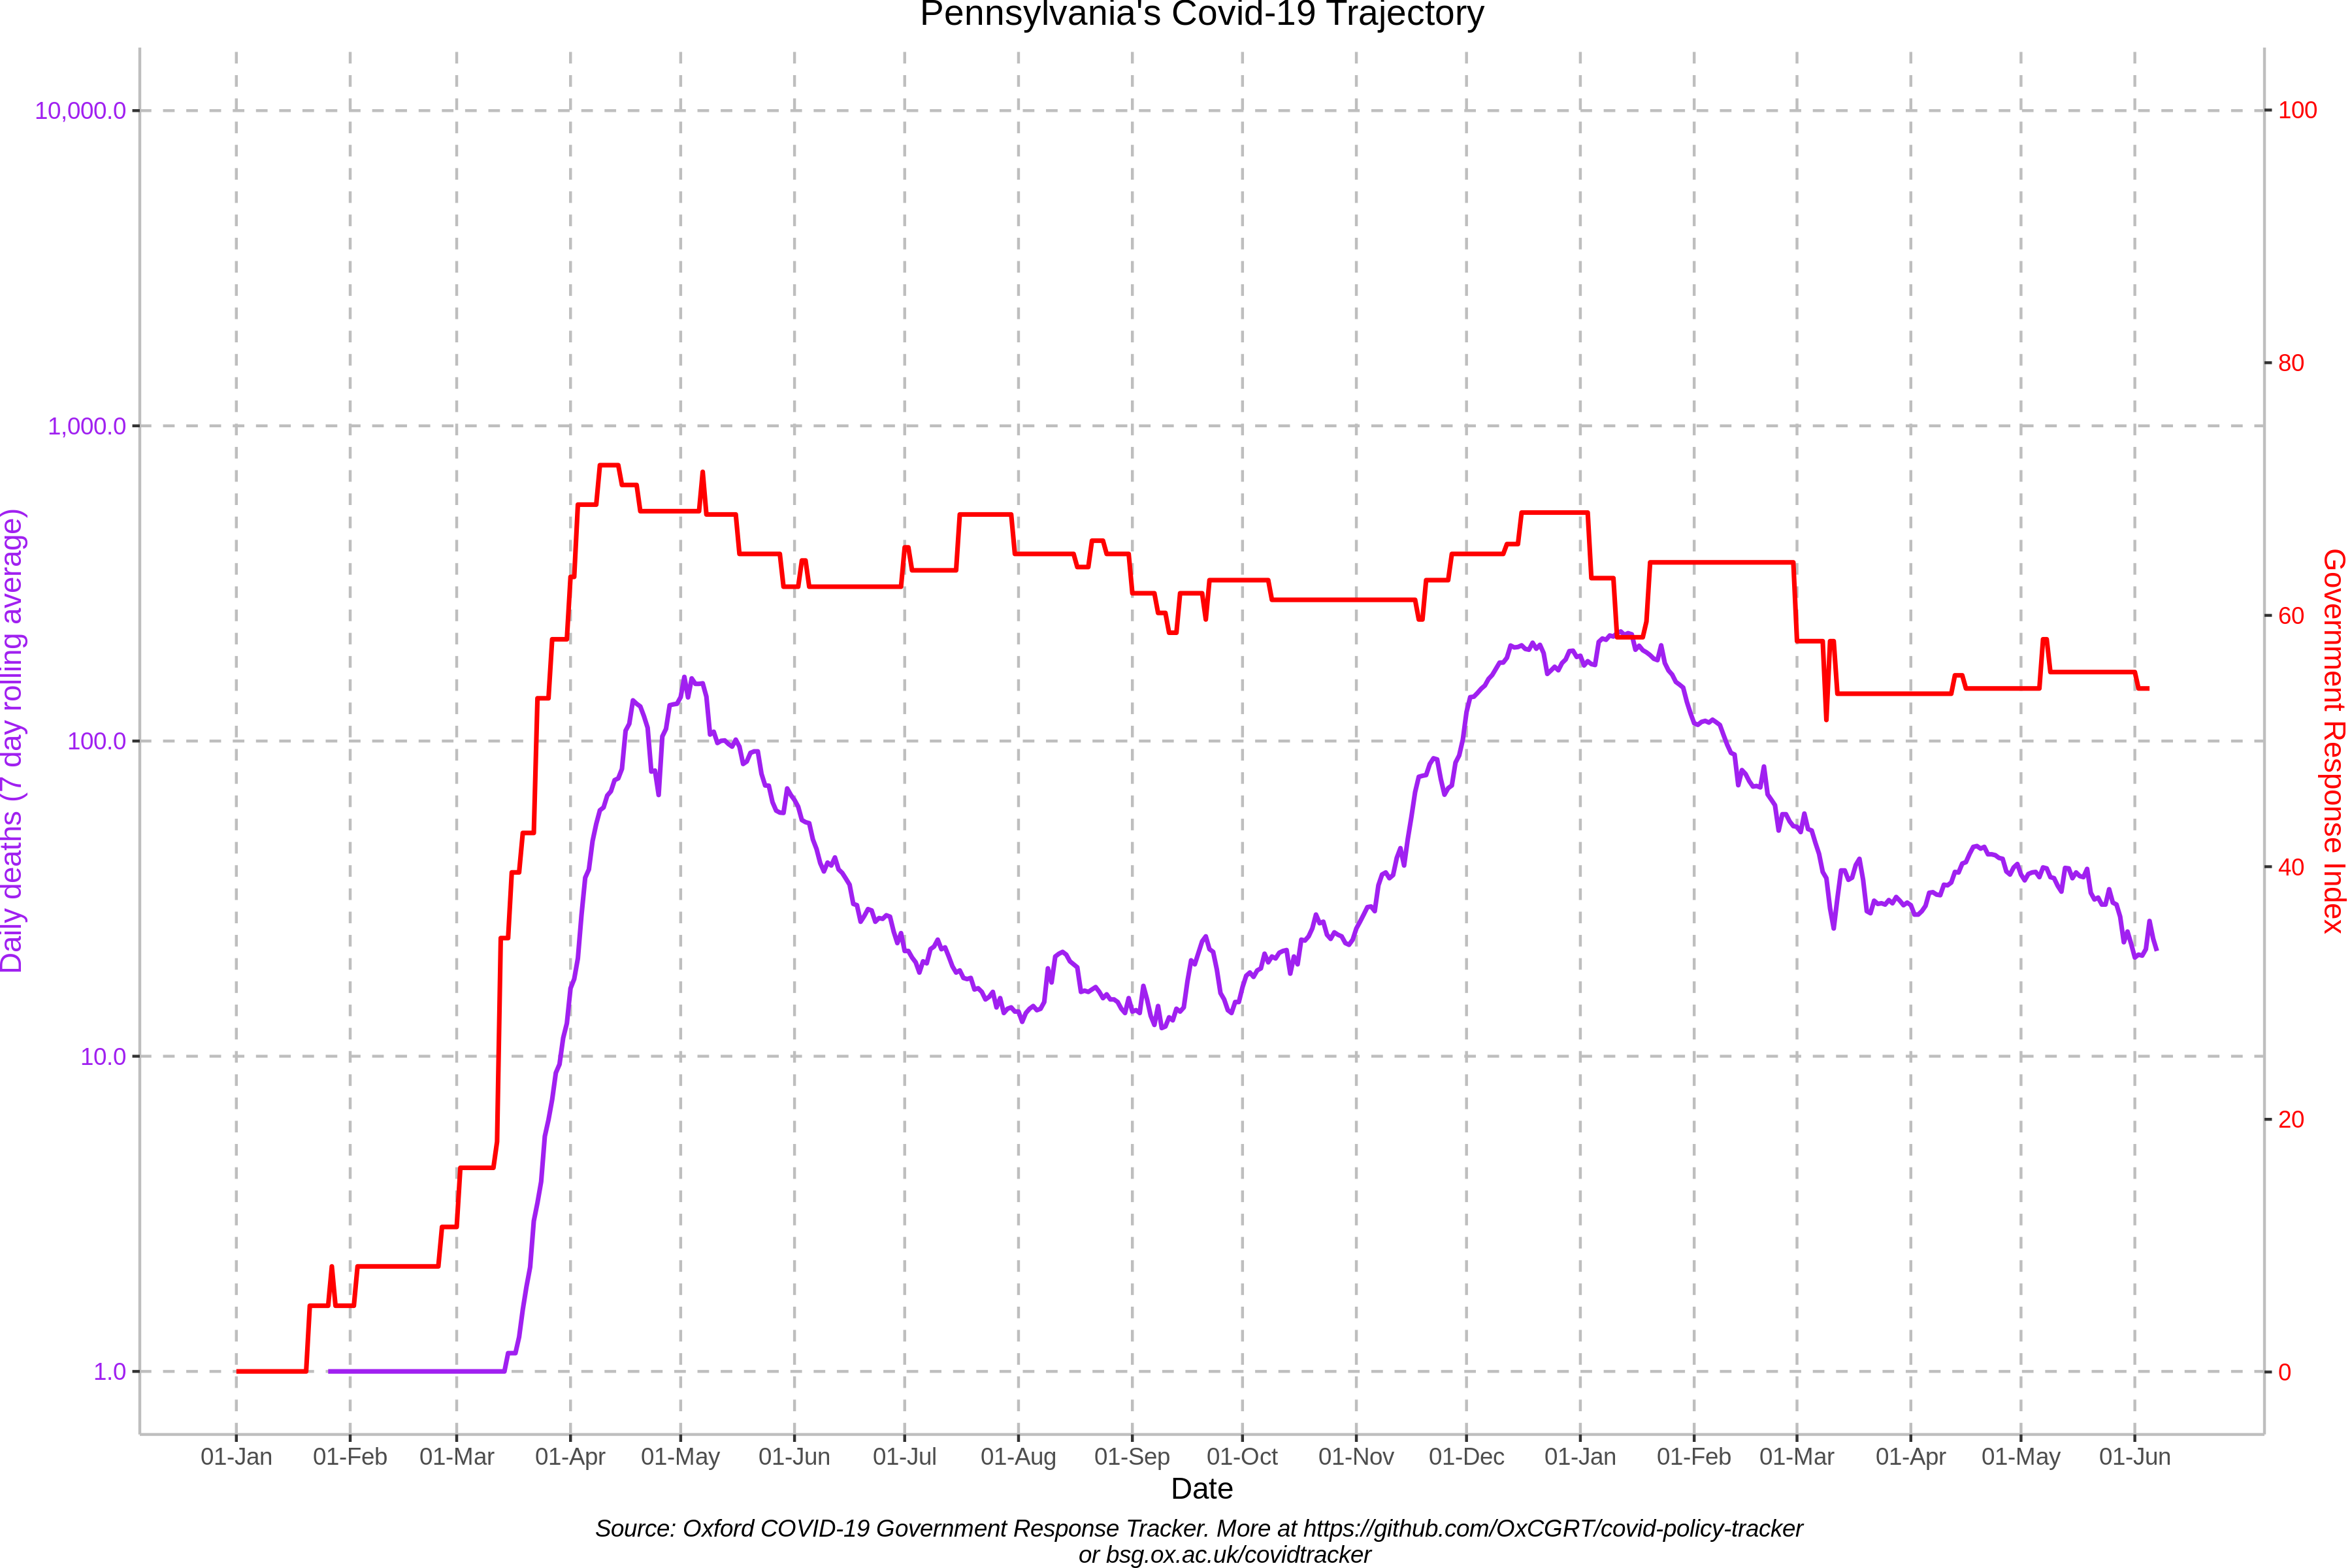 Pennsylvania's Covid-19 Trajectory
Daily deaths (7 day rolling average)
10,000.0
1,000.0
100.0
10.0
1.0
100
80
60
40
20
0
Government Response Index
01-Jan
01-Feb
01-Mar
01-Apr
01-May
01-Jun
01-Jul
01-Aug
01-Sep
01-Oct
01-Nov
01-Dec
01-Jan
01-Feb
01-Mar
01-Apr
01-May
01-Jun
Date
Source: Oxford COVID-19 Government Response Tracker. More at https://github.com/OxCGRT/covid-policy-tracker
or bsg.ox.ac.uk/covidtracker